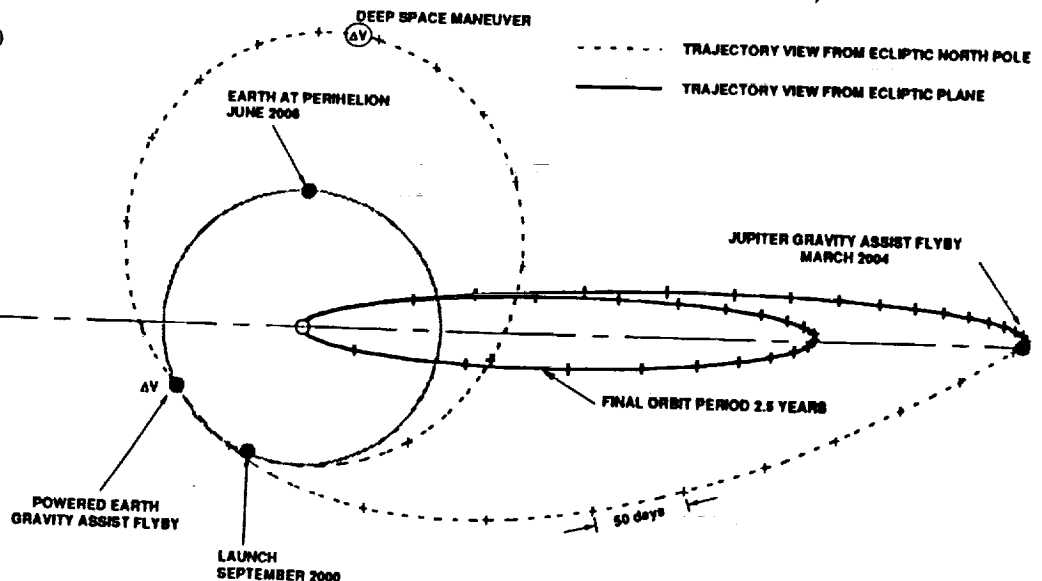 DEEP SPACE MANEUVER
ΔV
TRAJECTORY VIEW FROM ECLIPTIC NORTH POLE
TRAJECTORY VIEW FROM ECLIPTIC PLANE
EARTH AT PERIHELION
JUNE 2006
JUPITER GRAVITY ASSIST FLYBY
MARCH 2004
ΔV
FINAL ORBIT PERIOD 2.5 YEARS
POWERED EARTH
GRAVITY ASSIST FLYBY
50 days
LAUNCH
SEPTEMBER 2000